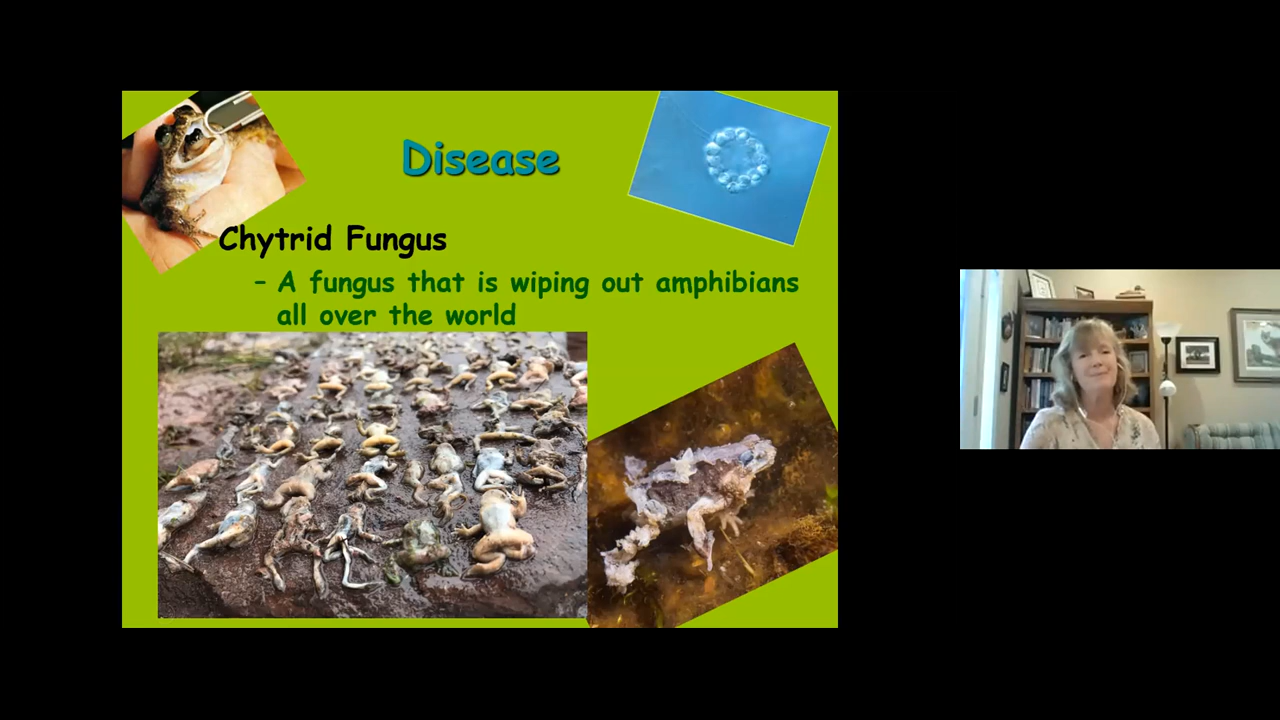 Disease
Chytrid Fungus
– A fungus that is wiping out amphibians
all over the world